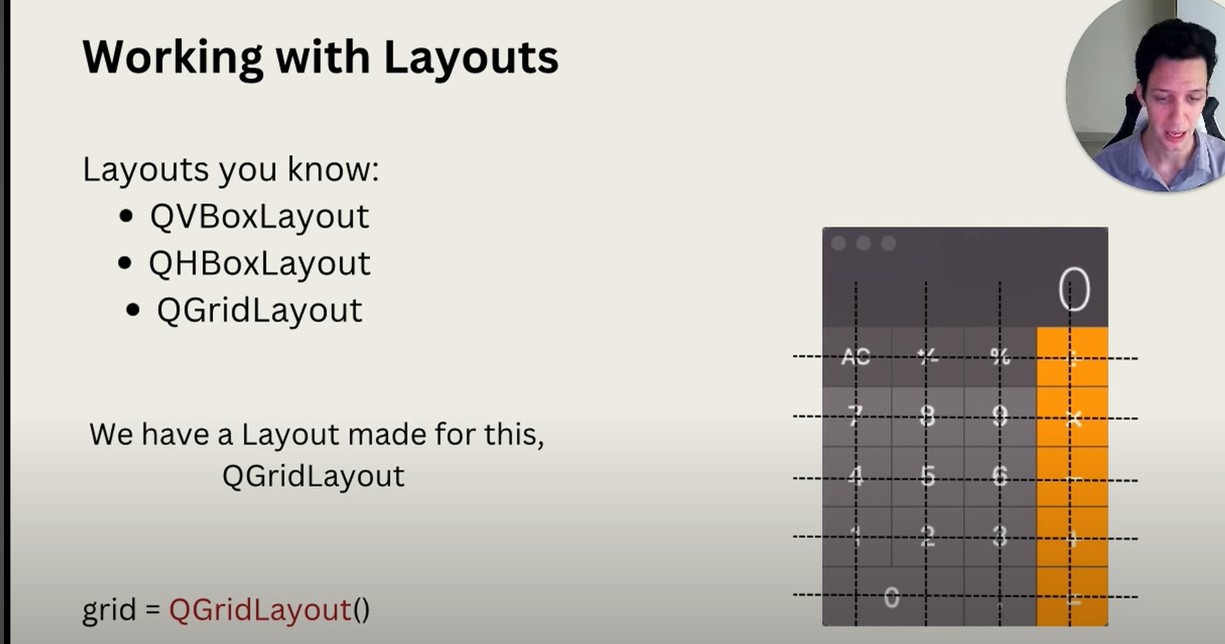 Working with Layouts
Layouts you know:
• QVBoxLayout
• QHBoxLayout
• QGridLayout
We have a Layout made for this,
QGridLayout
grid = QGridLayout()
0
AC +/- % ÷
7 8 9 ×
4 5 6 -
1 2 3 +
0 . =